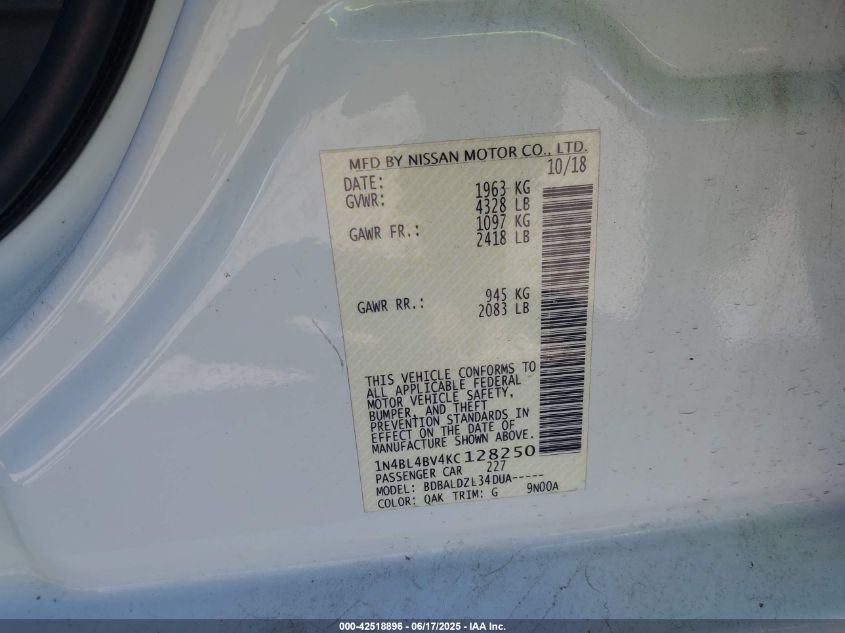 MFD BY NISSAN MOTOR CO., LTD.
DATE: 10/18
GVWR: 1963 KG
4328 LB
GAWR FR.: 1097 KG
2418 LB
GAWR RR.: 945 KG
2083 LB
THIS VEHICLE CONFORMS TO
ALL APPLICABLE FEDERAL
MOTOR VEHICLE SAFETY,
BUMPER, AND THEFT
PREVENTION STANDARDS IN
EFFECT ON THE DATE OF
MANUFACTURE SHOWN ABOVE.
1N4BL4BV4KC128250
PASSENGER CAR 227
MODEL: BDBALDZL34DUA-----
COLOR: QAK TRIM: G 9N00A
000-42518896 - 06/17/2025 - IAA Inc.